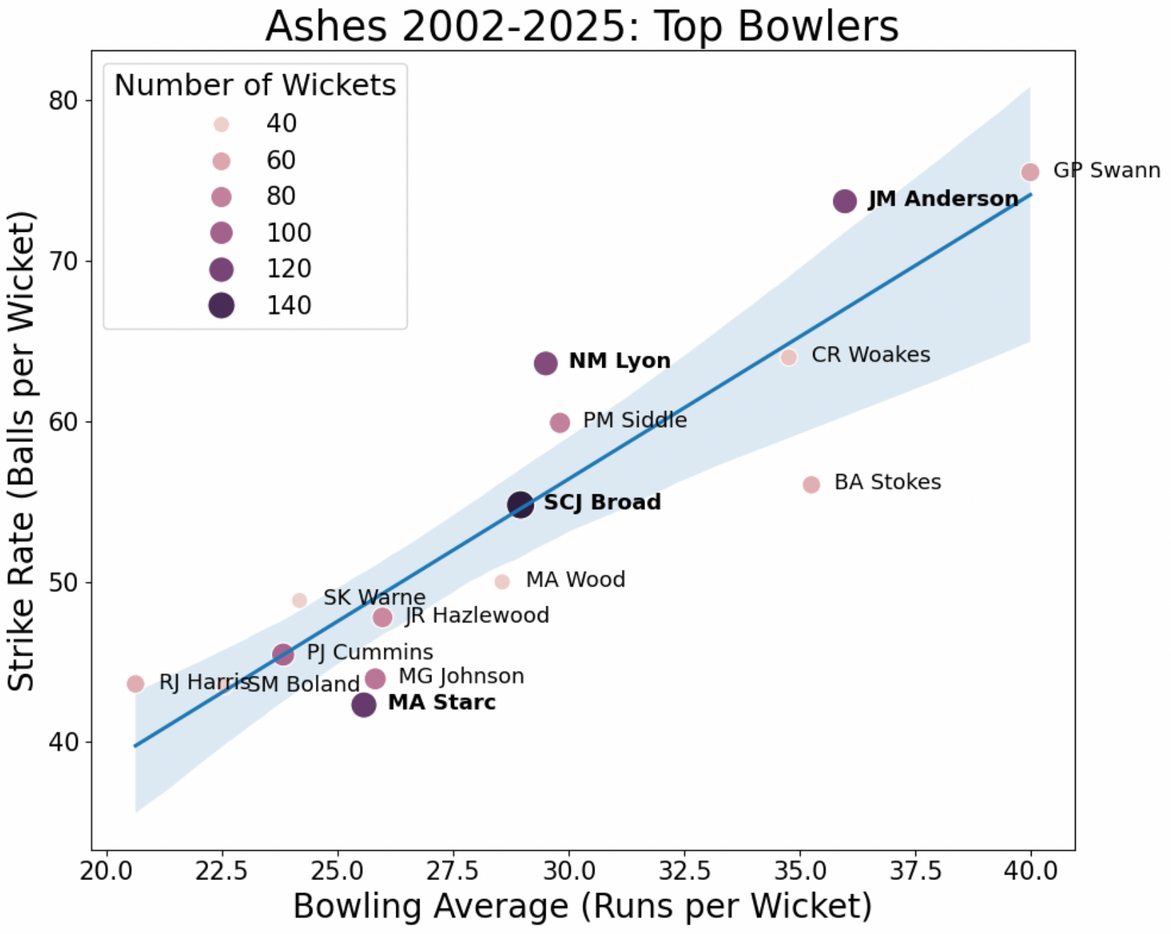 Ashes 2002-2025: Top Bowlers
Number of Wickets
40
60
80
100
120
140
80
70
60
50
40
Strike Rate (Balls per Wicket)
GP Swann
JM Anderson
NM Lyon
CR Woakes
PM Siddle
BA Stokes
SCJ Broad
MA Wood
SK Warne
JR Hazlewood
PJ Cummins
RJ Harris
SM Boland
MG Johnson
MA Starc
20.0 22.5 25.0 27.5 30.0 32.5 35.0 37.5 40.0
Bowling Average (Runs per Wicket)